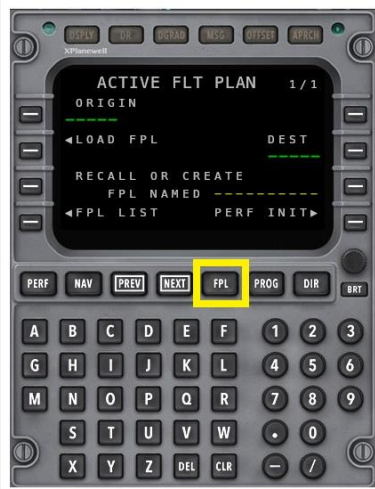 DSPLY DR DGRAD MSG OFFSET APRCH
XPlanewell
ACTIVE FLT PLAN 1/1
ORIGIN
-----
◄LOAD FPL DEST
-----
RECALL OR CREATE
FPL NAMED ----------
◄FPL LIST PERF INIT►
PERF NAV PREV NEXT FPL PROG DIR BRT
A B C D E F 1 2 3
G H I J K L 4 5 6
M N O P Q R 7 8 9
S T U V W • 0
X Y Z DEL CLR − /